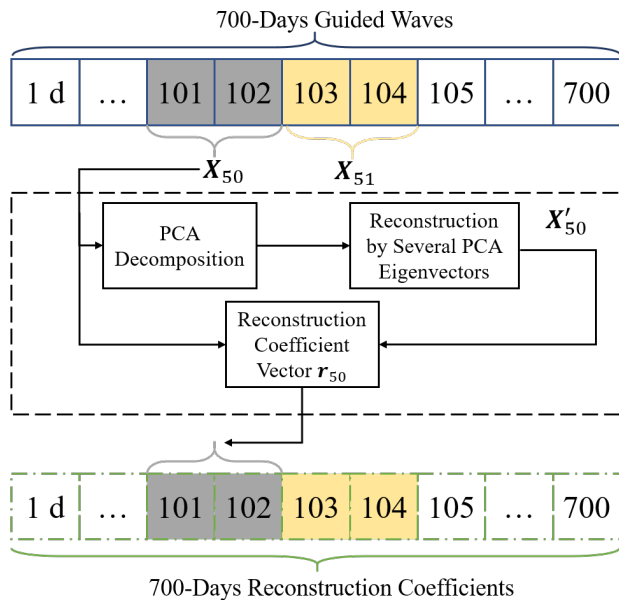 700-Days Guided Waves
1 d ... 101 102 103 104 105 ... 700
X₅₀ X₅₁
PCA
Decomposition
Reconstruction
by Several PCA
Eigenvectors
X′₅₀
Reconstruction
Coefficient
Vector r₅₀
1 d ... 101 102 103 104 105 ... 700
700-Days Reconstruction Coefficients